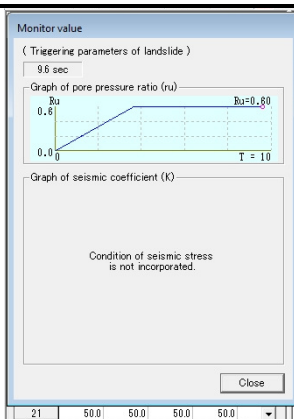 Monitor value
( Triggering parameters of landslide )
9.6 sec
Graph of pore pressure ratio (ru)
Ru
Ru=0.60
0.6
0.0
0
T = 10
Graph of seismic coefficient (K)
Condition of seismic stress
is not incorporated.
Close
21 50.0 50.0 50.0 50.0